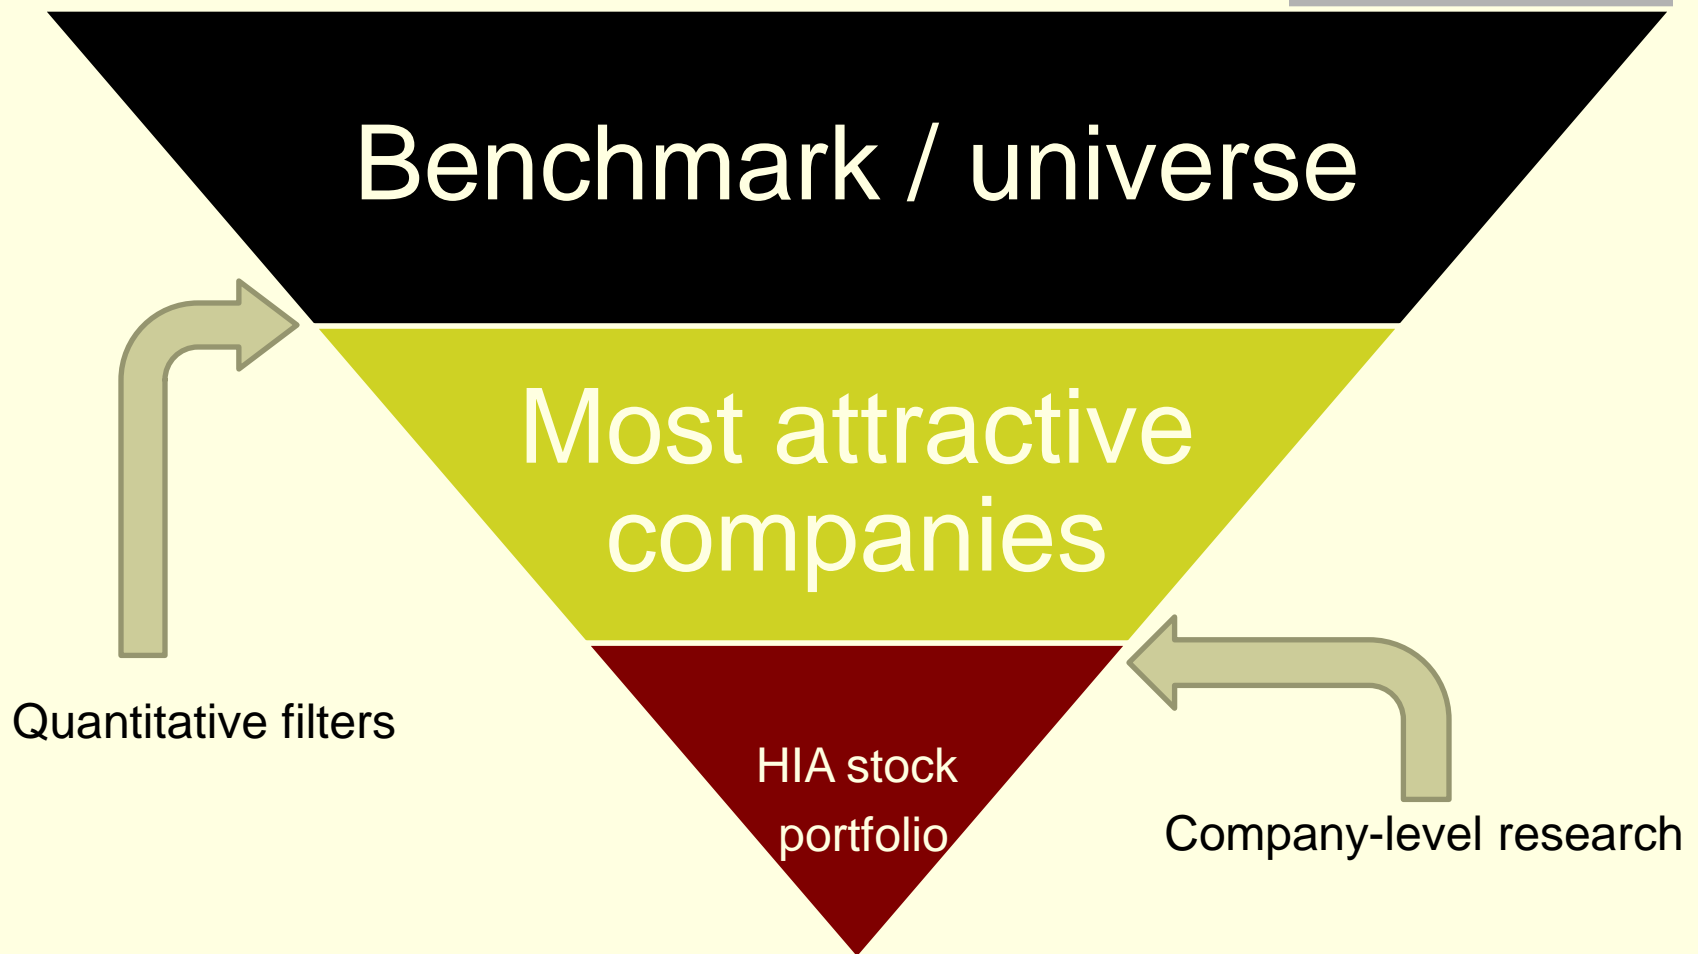 Benchmark / universe
Most attractive
companies
Quantitative filters
HIA stock
portfolio
Company-level research